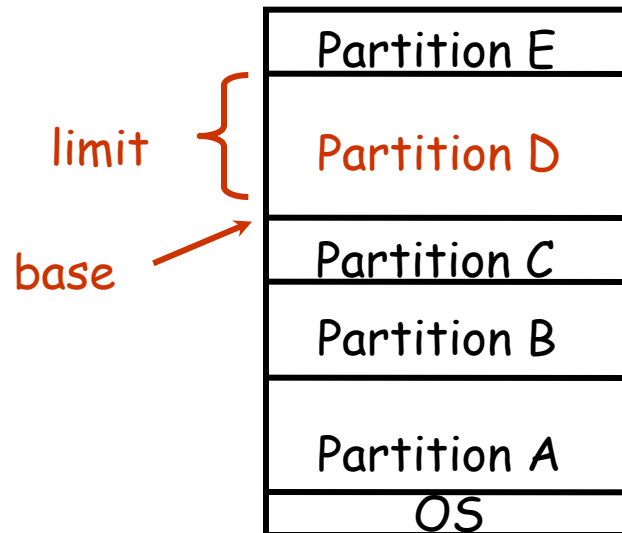 Partition E
limit
Partition D
base
Partition C
Partition B
Partition A
OS